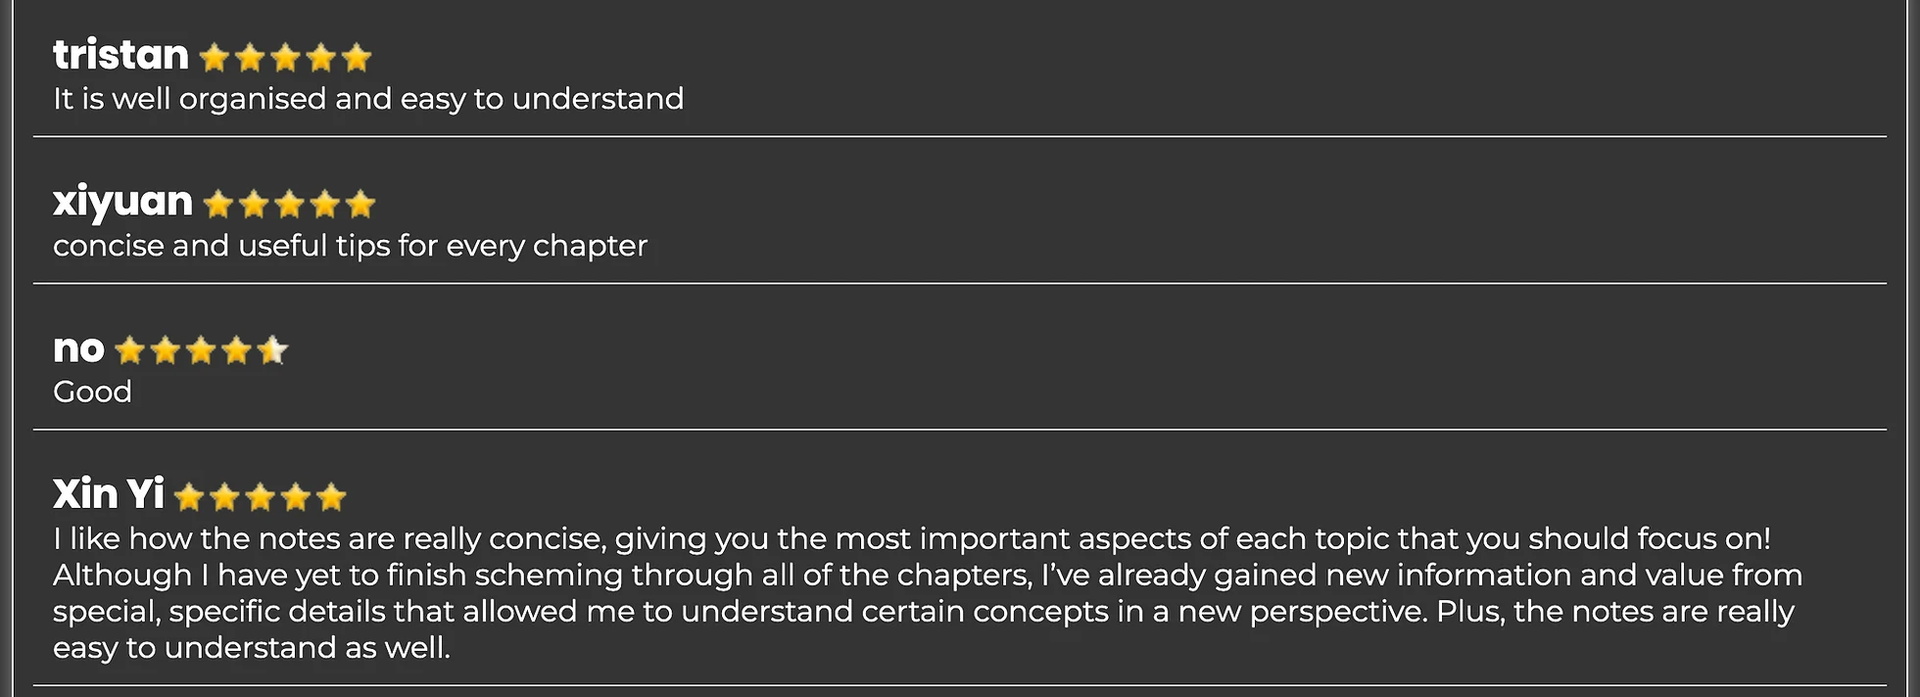 tristan ⭐⭐⭐⭐⭐
It is well organised and easy to understand
xiyuan ⭐⭐⭐⭐⭐
concise and useful tips for every chapter
no ⭐⭐⭐⭐
Good
Xin Yi ⭐⭐⭐⭐⭐
I like how the notes are really concise, giving you the most important aspects of each topic that you should focus on!
Although I have yet to finish scheming through all of the chapters, I’ve already gained new information and value from
special, specific details that allowed me to understand certain concepts in a new perspective. Plus, the notes are really
easy to understand as well.